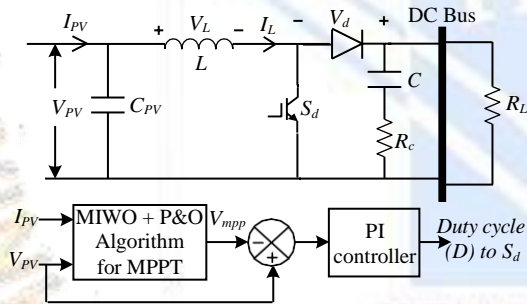 DC Bus
I_PV
+ V_L -
I_L
- V_d +
L
C
V_PV
C_PV
S_d
R_c
R_L
I_PV
V_PV
MIWO + P&O
Algorithm
for MPPT
V_mpp
-
+
PI
controller
Duty cycle
(D) to S_d